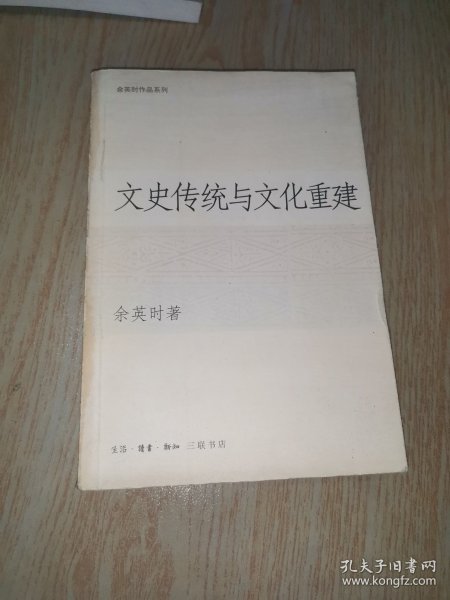 余英时作品系列
文史传统与文化重建
余英时著
生活·讀書·新知 三联书店
孔夫子旧书网
www.kongfz.com